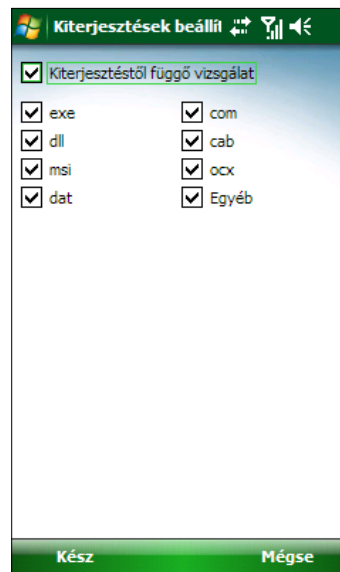 Kiterjesztések beállít
Kiterjesztéstől függő vizsgálat
exe com
dll cab
msi ocx
dat Egyéb
Kész Mégse